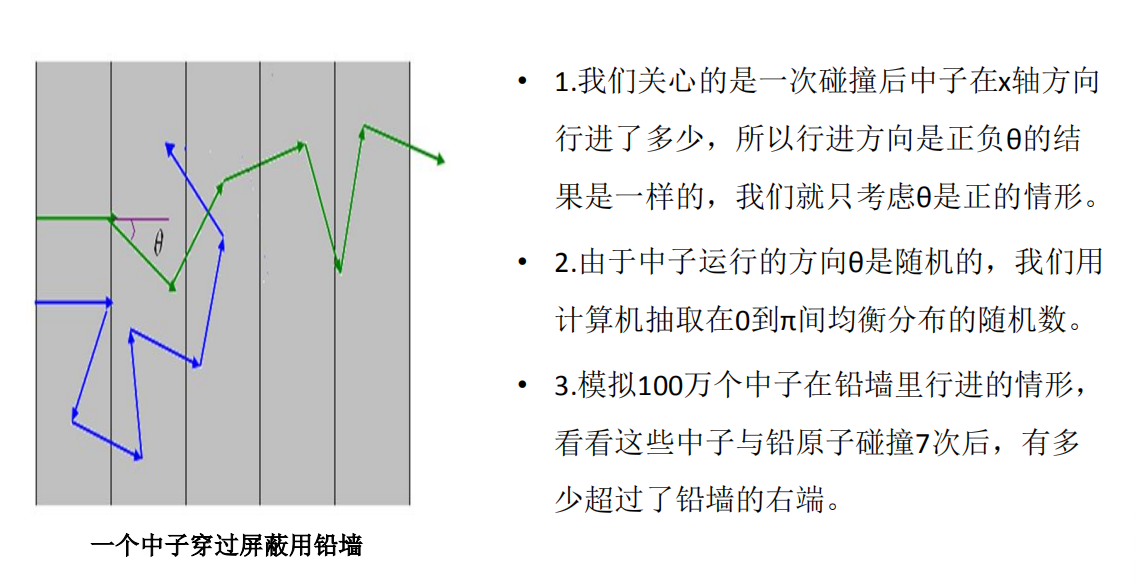 θ
一个中子穿过屏蔽用铅墙
• 1.我们关心的是一次碰撞后中子在x轴方向
行进了多少，所以行进方向是正负θ的结
果是一样的，我们就只考虑θ是正的情形。
• 2.由于中子运行的方向θ是随机的，我们用
计算机抽取在0到π间均衡分布的随机数。
• 3.模拟100万个中子在铅墙里行进的情形，
看看这些中子与铅原子碰撞7次后，有多
少超过了铅墙的右端。